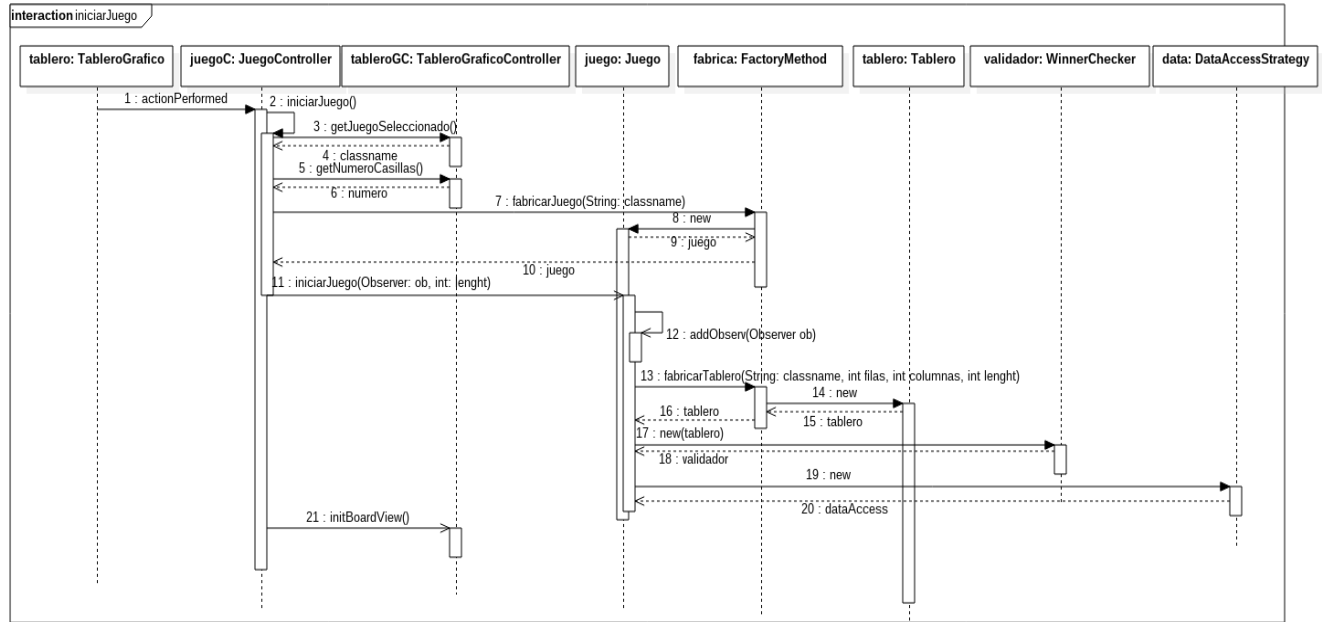 interaction iniciarJuego
tablero: TableroGrafico
juegoC: JuegoController
tableroGC: TableroGraficoController
juego: Juego
fabrica: FactoryMethod
tablero: Tablero
validador: WinnerChecker
data: DataAccessStrategy
1 : actionPerformed
2 : iniciarJuego()
3 : getJuegoSeleccionado()
4 : classname
5 : getNumeroCasillas()
6 : numero
7 : fabricarJuego(String: classname)
8 : new
9 : juego
10 : juego
11 : iniciarJuego(Observer: ob, int: lenght)
12 : addObserv(Observer ob)
13 : fabricarTablero(String: classname, int filas, int columnas, int lenght)
14 : new
16 : tablero
15 : tablero
17 : new(tablero)
18 : validador
19 : new
20 : dataAccess
21 : initBoardView()